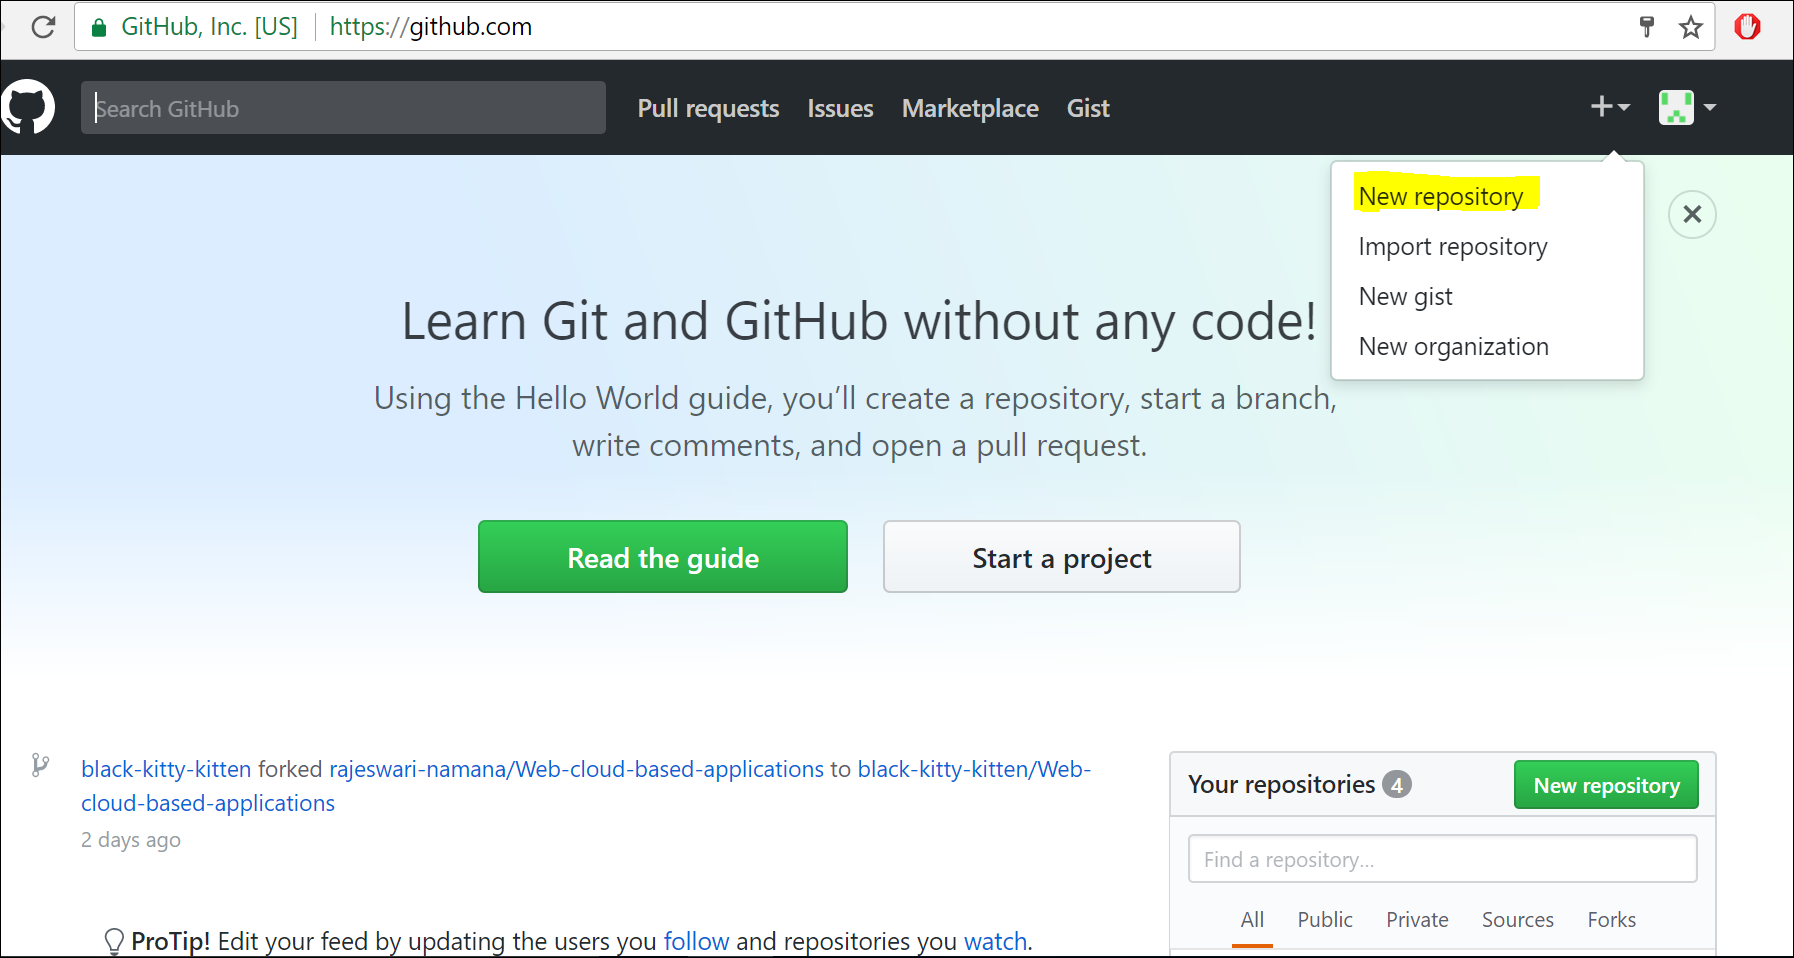 GitHub, Inc. [US] https://github.com
Search GitHub Pull requests Issues Marketplace Gist
New repository
Import repository
New gist
New organization
Learn Git and GitHub without any code!
Using the Hello World guide, you’ll create a repository, start a branch,
write comments, and open a pull request.
Read the guide Start a project
black-kitty-kitten forked rajeswari-namana/Web-cloud-based-applications to black-kitty-kitten/Web-
cloud-based-applications
2 days ago
ProTip! Edit your feed by updating the users you follow and repositories you watch.
Your repositories 4 New repository
Find a repository...
All Public Private Sources Forks